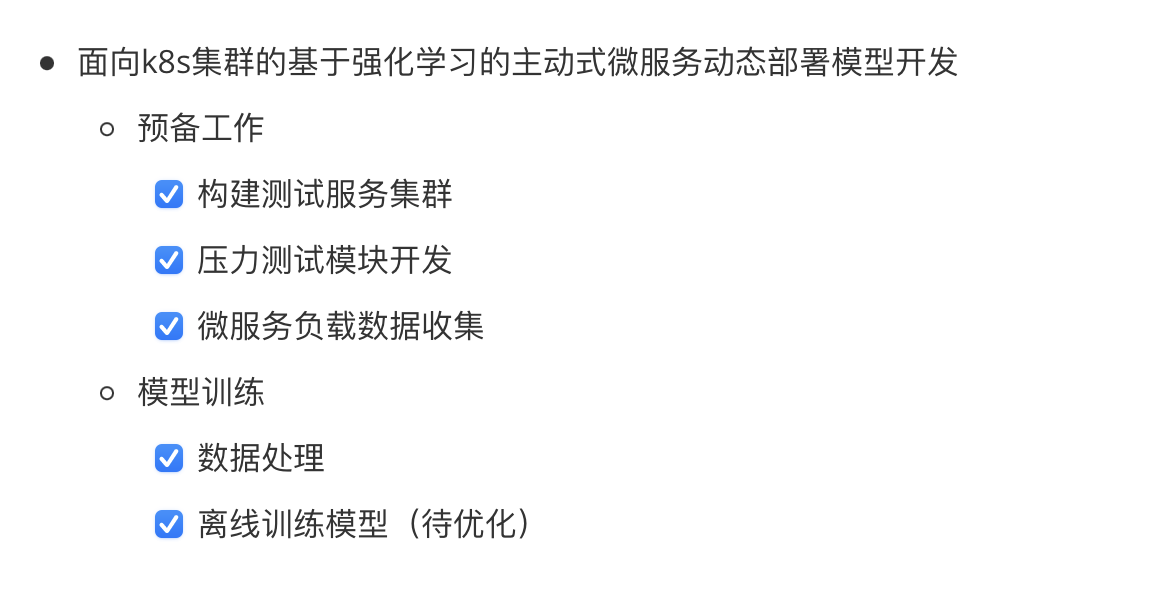 面向k8s集群的基于强化学习的主动式微服务动态部署模型开发
预备工作
构建测试服务集群
压力测试模块开发
微服务负载数据收集
模型训练
数据处理
离线训练模型（待优化）